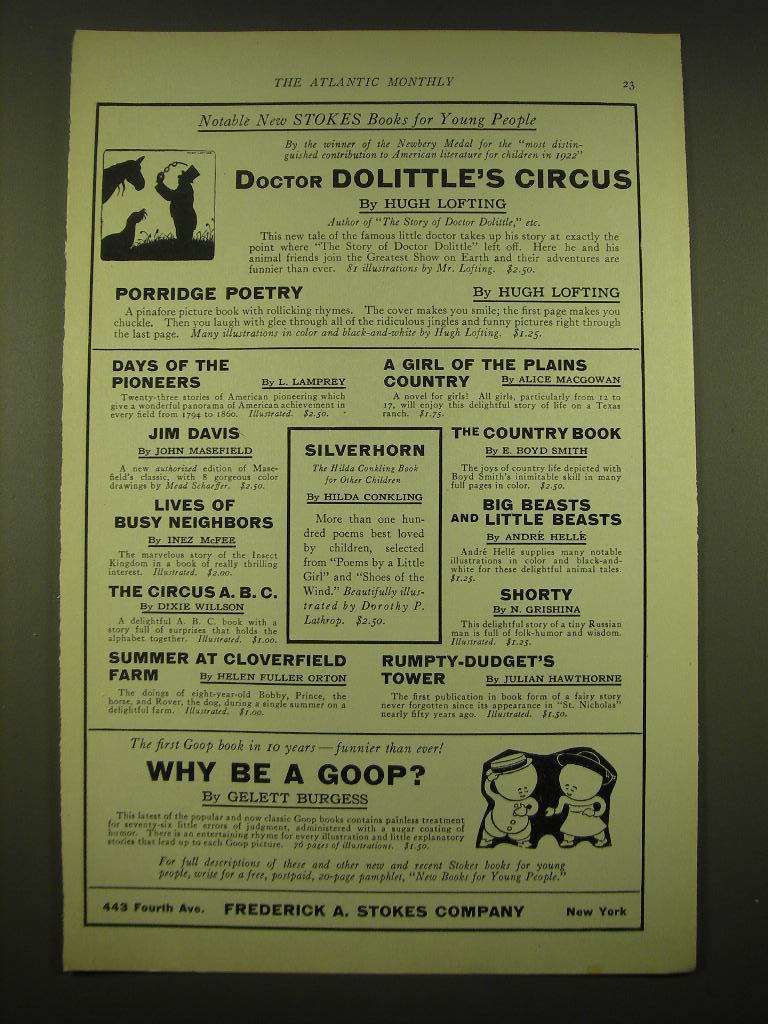 THE ATLANTIC MONTHLY
23
Notable New STOKES Books for Young People
By the winner of the Newbery Medal for the "most distin-
guished contribution to American literature for children in 1922"
DOCTOR DOLITTLE'S CIRCUS
By HUGH LOFTING
Author of "The Story of Doctor Dolittle," etc.
This new tale of the famous little doctor takes up his story at exactly the
point where "The Story of Doctor Dolittle" left off. Here he and his
animal friends join the Greatest Show on Earth and their adventures are
funnier than ever. 81 illustrations by Mr. Lofting. $2.50.
PORRIDGE POETRY
By HUGH LOFTING
A pinafore picture book with rollicking rhymes. The cover makes you smile; the first page makes you
chuckle. Then you laugh with glee through all of the ridiculous jingles and funny pictures right through
the last page. Many illustrations in color and black-and-white by Hugh Lofting. $1.25.
DAYS OF THE
PIONEERS
By L. LAMPREY
Twenty-three stories of American pioneering which
give a wonderful panorama of American achievement in
every field from 1794 to 1860. Illustrated. $2.50.
A GIRL OF THE PLAINS
COUNTRY
By ALICE MACGOWAN
A novel for girls! All girls, particularly from 12 to
17, will enjoy this delightful story of life on a Texas
ranch. $1.75.
JIM DAVIS
By JOHN MASEFIELD
A new authorized edition of Mase-
field's classic, with 8 gorgeous color
drawings by Mead Schaeffer. $2.50.
LIVES OF
BUSY NEIGHBORS
By INEZ McFEE
The marvelous story of the Insect
Kingdom in a book of really thrilling
interest. Illustrated. $2.00.
THE CIRCUS A. B. C.
By DIXIE WILLSON
A delightful A. B. C. book with a
story full of surprises that holds the
alphabet together. Illustrated. $1.00.
SILVERHORN
The Hilda Conkling Book
for Other Children
By HILDA CONKLING
More than one hun-
dred poems best loved
by children, selected
from "Poems by a Little
Girl" and "Shoes of the
Wind." Beautifully illus-
trated by Dorothy P.
Lathrop. $2.50.
THE COUNTRY BOOK
By E. BOYD SMITH
The joys of country life depicted with
Boyd Smith's inimitable skill in many
full pages in color. $2.50.
BIG BEASTS
AND LITTLE BEASTS
By ANDRÉ HELLÉ
André Hellé supplies many notable
illustrations in color and black-and-
white for these delightful animal tales.
$1.25.
SHORTY
By N. GRISHINA
This delightful story of a tiny Russian
man is full of folk-humor and wisdom.
Illustrated. $1.25.
SUMMER AT CLOVERFIELD
FARM
By HELEN FULLER ORTON
The doings of eight-year-old Bobby, Prince, the
horse, and Rover, the dog, during a single summer on a
delightful farm. Illustrated. $1.00.
RUMPTY-DUDGET'S
TOWER
By JULIAN HAWTHORNE
The first publication in book form of a fairy story
never forgotten since its appearance in "St. Nicholas"
nearly fifty years ago. Illustrated. $1.50.
The first Goop book in 10 years—funnier than ever!
WHY BE A GOOP?
By GELETT BURGESS
This latest of the popular and now classic Goop books contains painless treatment
for seventy-six little errors of judgment, administered with a sugar coating of
humor. There is an entertaining rhyme for every illustration and little explanatory
stories that lead up to each Goop picture. 76 pages of illustrations. $1.50.
For full descriptions of these and other new and recent Stokes books for young
people, write for a free, postpaid, 20-page pamphlet, "New Books for Young People."
443 Fourth Ave. FREDERICK A. STOKES COMPANY New York